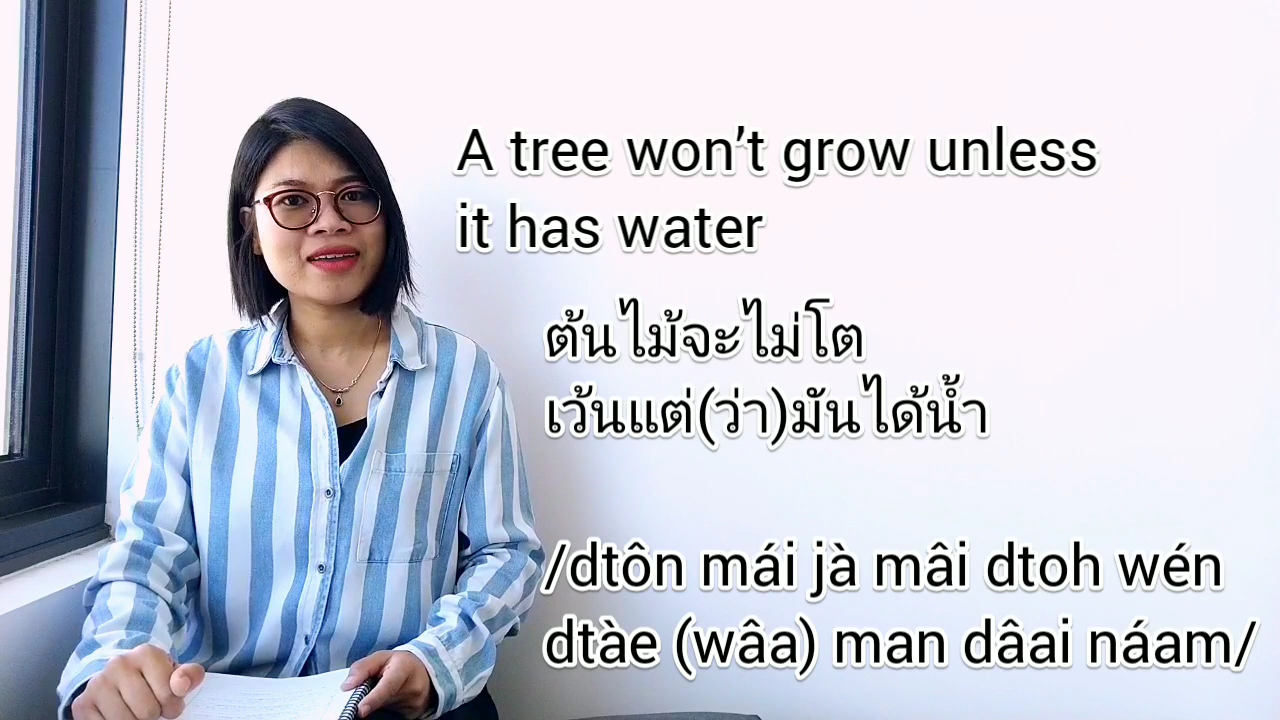 A tree won’t grow unless
it has water
ต้นไม้จะไม่โต
เว้นแต่(ว่า)มันได้น้ำ
/dtôn mái jà mâi dtoh wén
dtàe (wâa) man dâai náam/